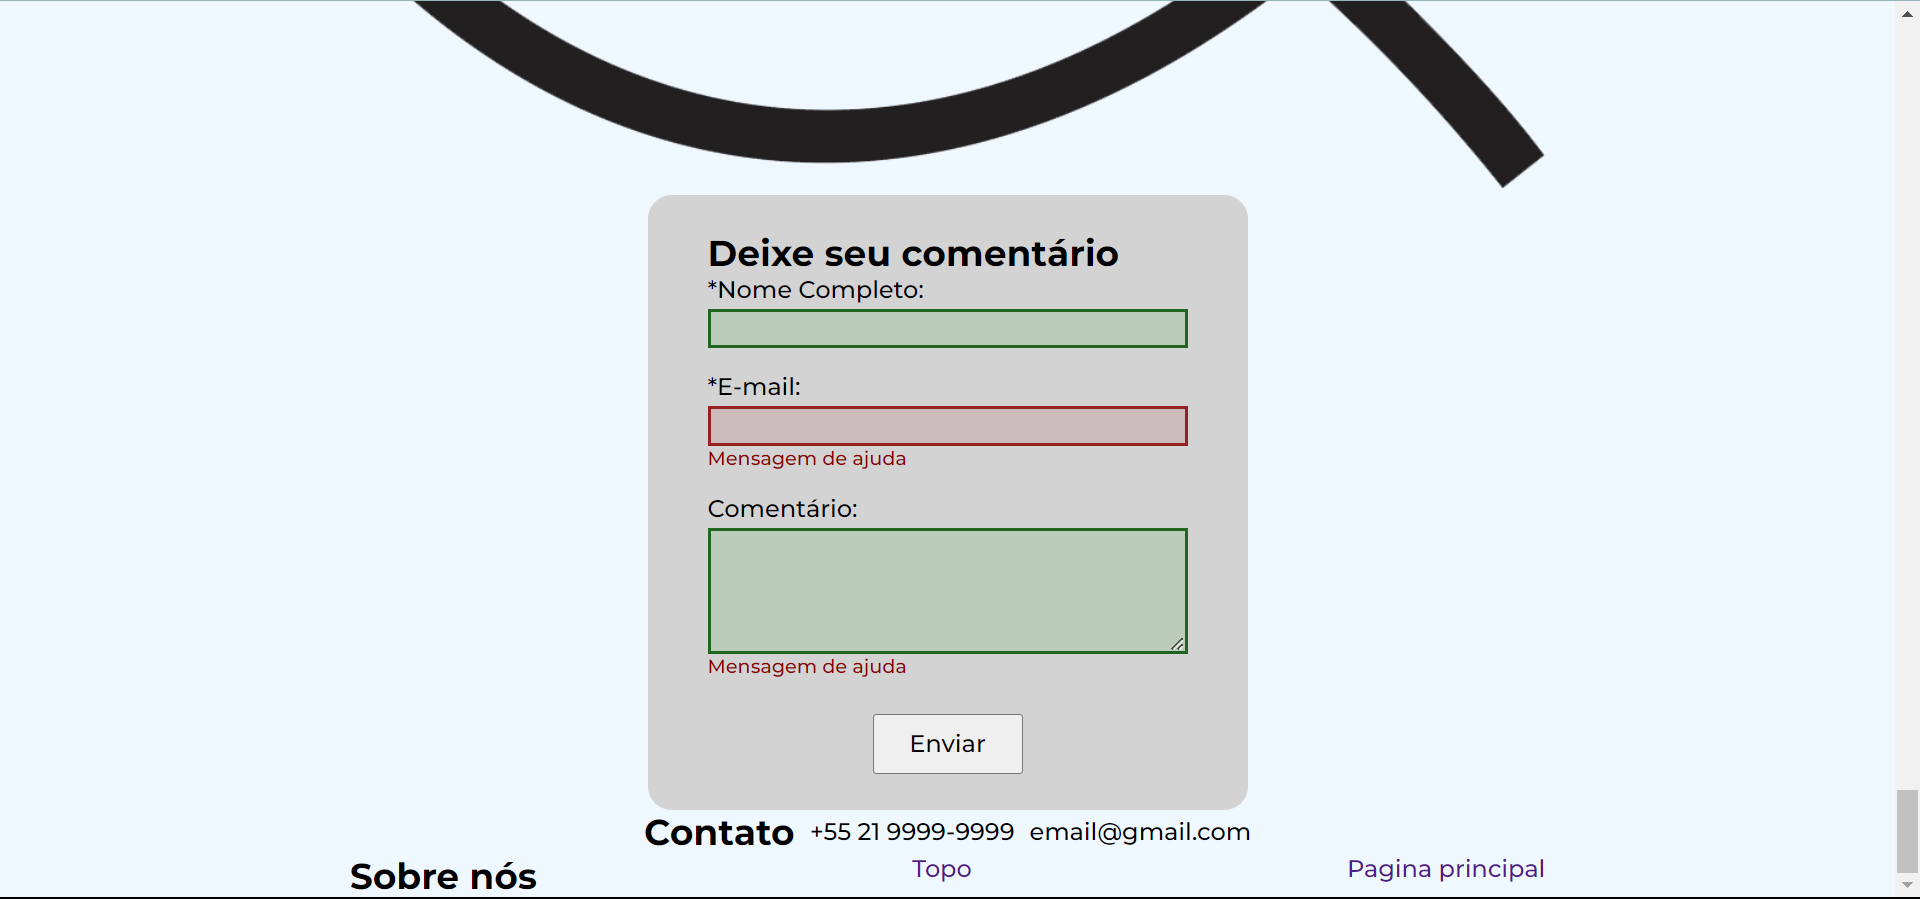 Deixe seu comentário
*Nome Completo:
*E-mail:
Mensagem de ajuda
Comentário:
Mensagem de ajuda
Enviar
Contato +55 21 9999-9999 email@gmail.com
Sobre nós Topo Pagina principal